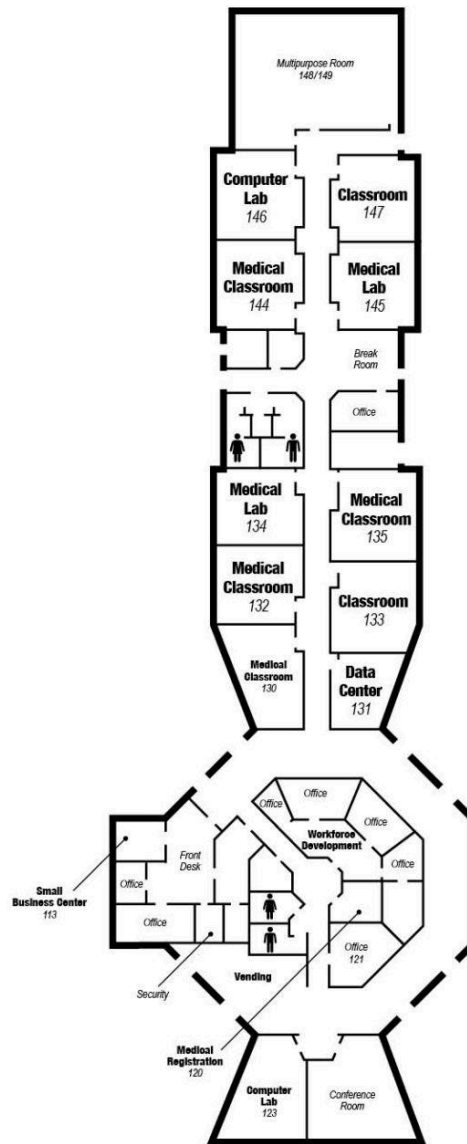 Multipurpose Room
148/149
Computer
Lab
146
Classroom
147
Medical
Classroom
144
Medical
Lab
145
Break
Room
Office
Medical
Lab
134
Medical
Classroom
135
Medical
Classroom
132
Classroom
133
Medical
Classroom
130
Data
Center
131
Office
Office
Office
Workforce
Development
Office
Front
Desk
Small
Business Center
113
Office
Office
Office
121
Security
Vending
Medical
Registration
120
Computer
Lab
123
Conference
Room